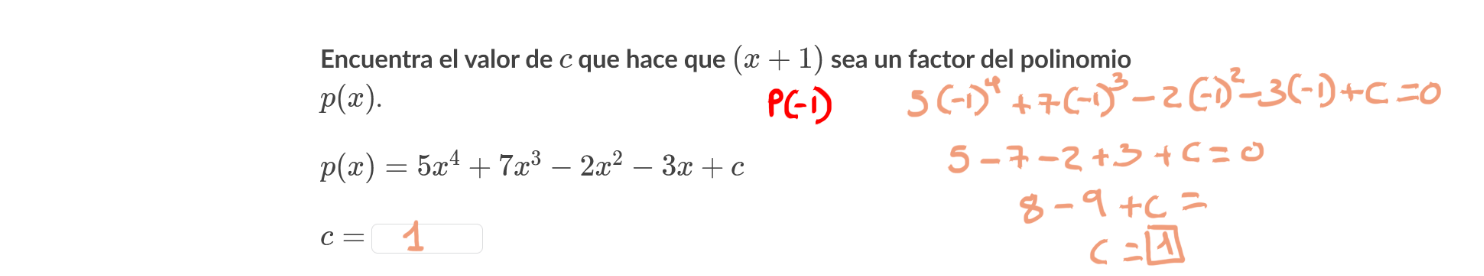 Encuentra el valor de c que hace que (x + 1) sea un factor del polinomio
p(x).
P(-1)
5(-1)⁴ + 7(-1)³ - 2(-1)² - 3(-1) + c = 0
p(x) = 5x⁴ + 7x³ − 2x² − 3x + c
5 - 7 - 2 + 3 + c = 0
8 - 9 + c =
c = 1
c = 1